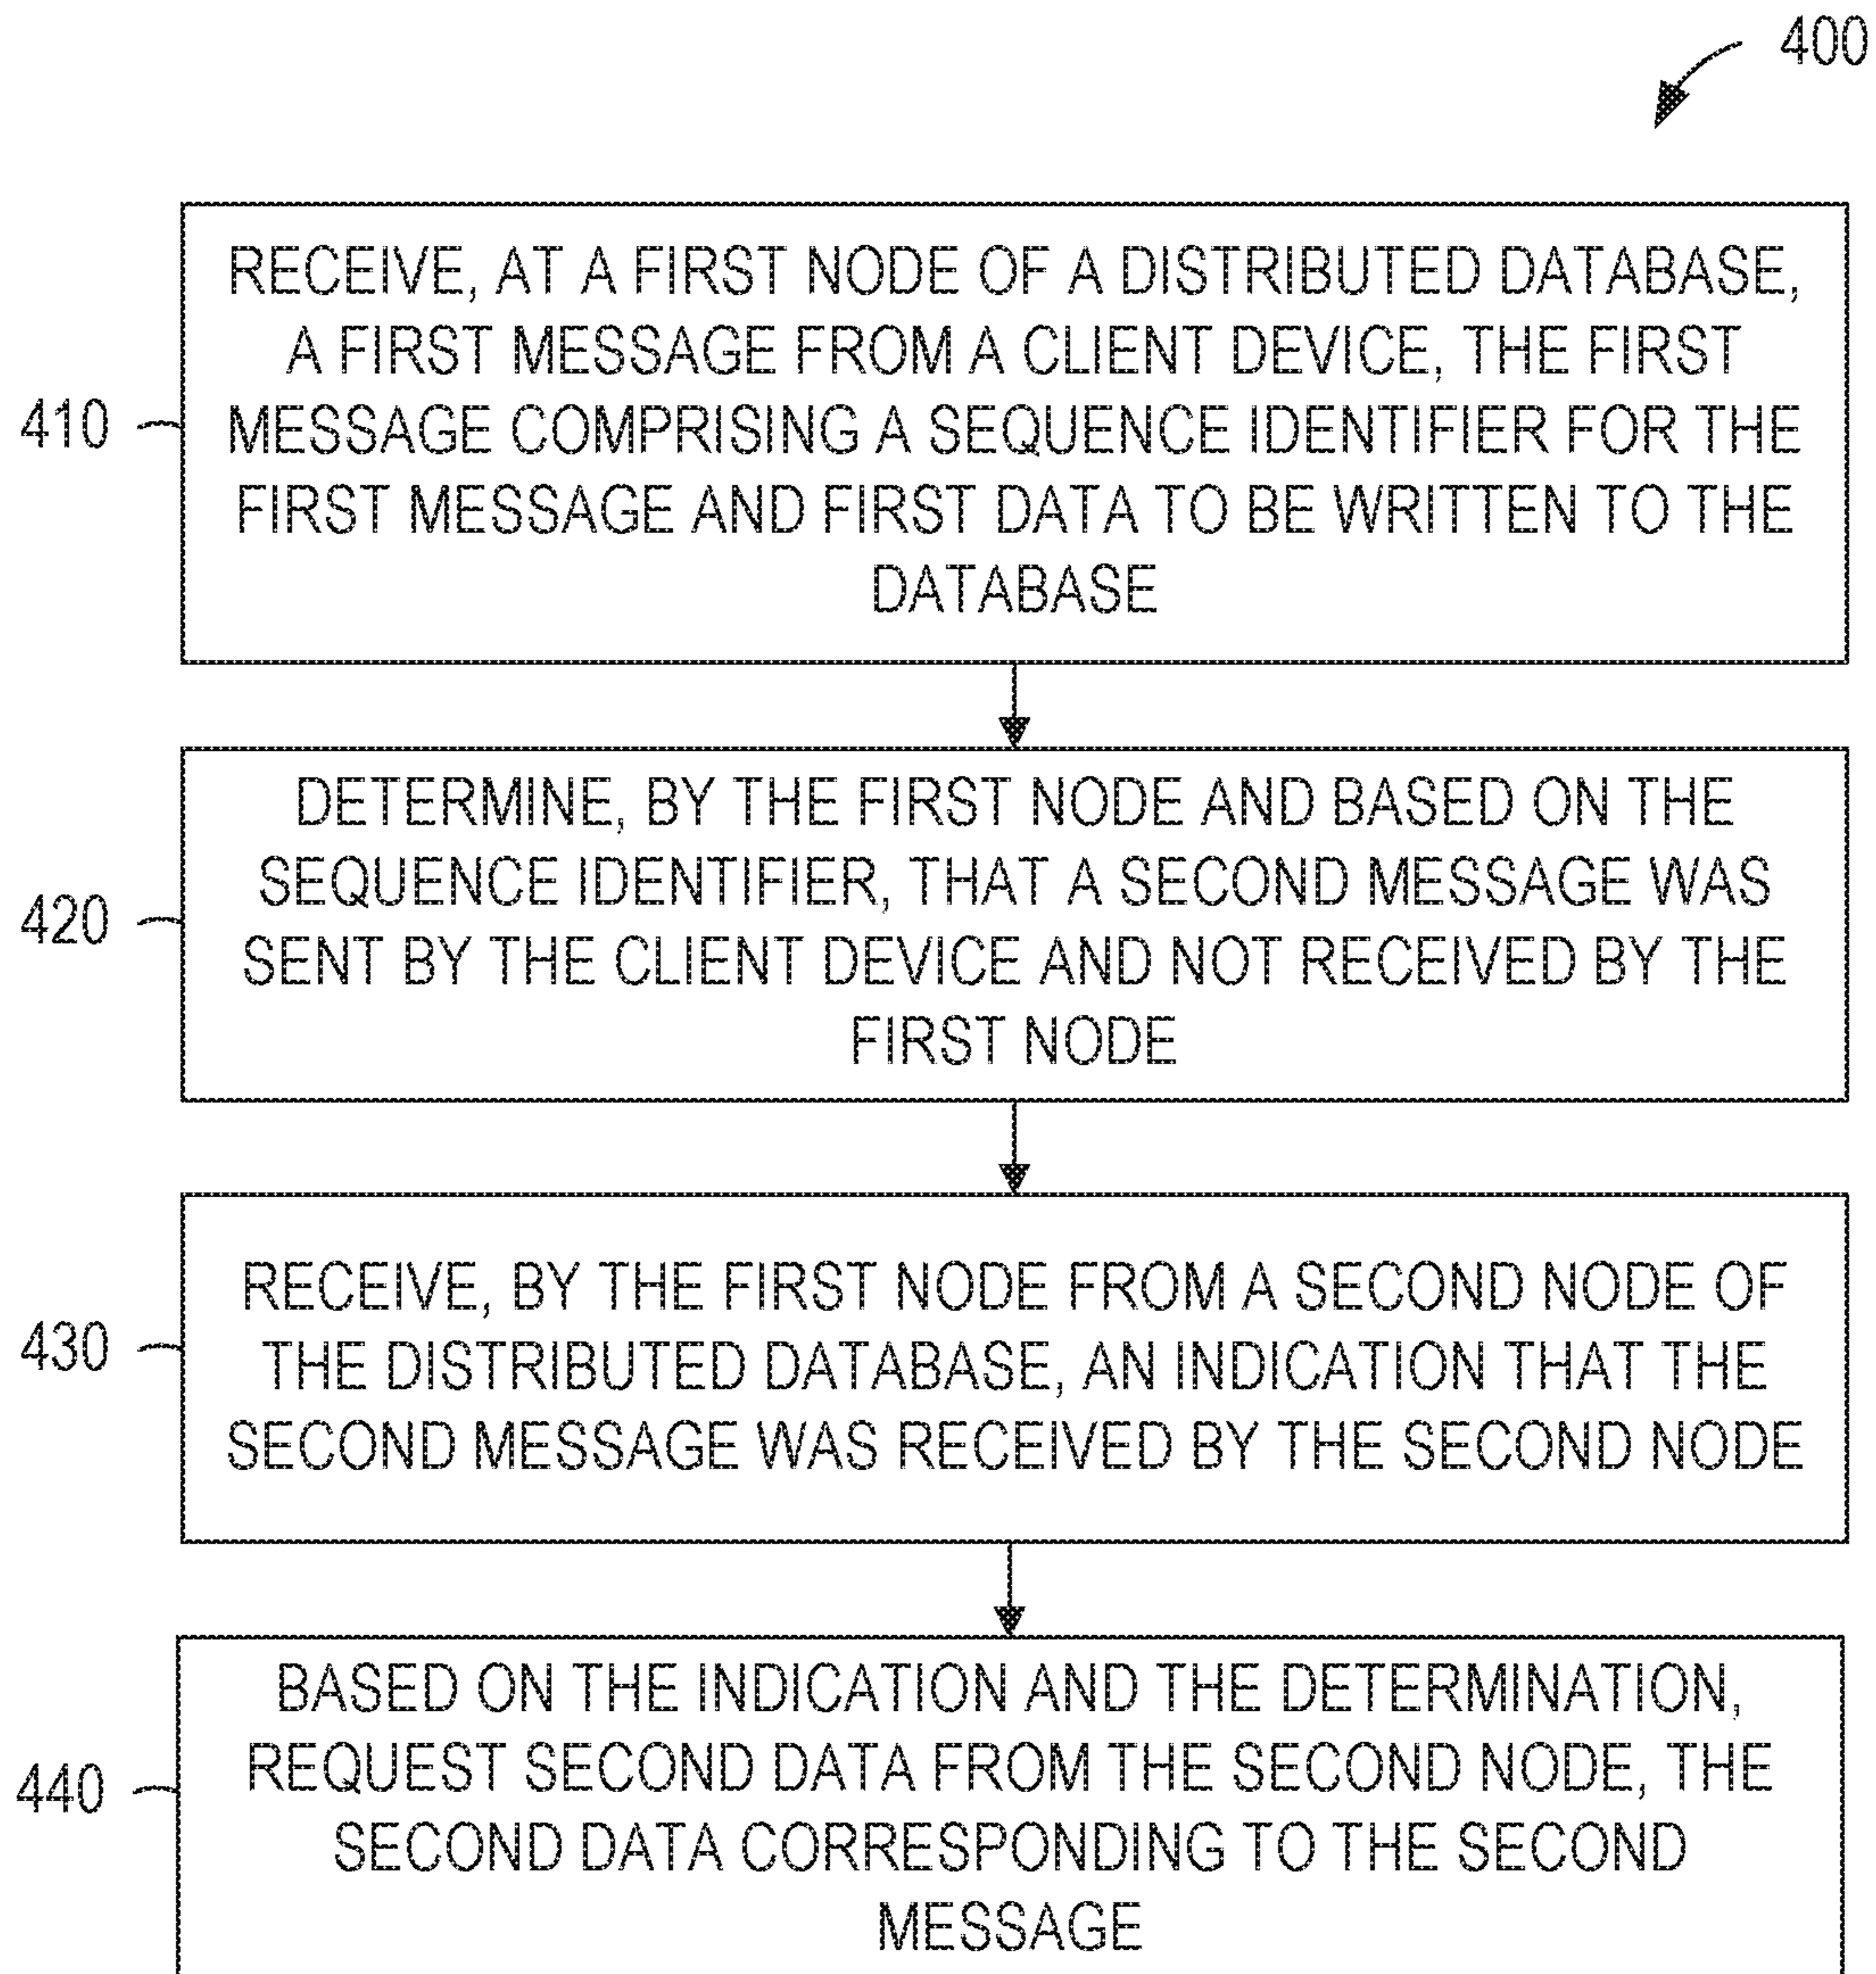 400
RECEIVE, AT A FIRST NODE OF A DISTRIBUTED DATABASE,
A FIRST MESSAGE FROM A CLIENT DEVICE, THE FIRST
410
MESSAGE COMPRISING A SEQUENCE IDENTIFIER FOR THE
FIRST MESSAGE AND FIRST DATA TO BE WRITTEN TO THE
DATABASE
DETERMINE, BY THE FIRST NODE AND BASED ON THE
SEQUENCE IDENTIFIER, THAT A SECOND MESSAGE WAS
420
SENT BY THE CLIENT DEVICE AND NOT RECEIVED BY THE
FIRST NODE
RECEIVE, BY THE FIRST NODE FROM A SECOND NODE OF
430
THE DISTRIBUTED DATABASE, AN INDICATION THAT THE
SECOND MESSAGE WAS RECEIVED BY THE SECOND NODE
BASED ON THE INDICATION AND THE DETERMINATION,
440
REQUEST SECOND DATA FROM THE SECOND NODE, THE
SECOND DATA CORRESPONDING TO THE SECOND
MESSAGE